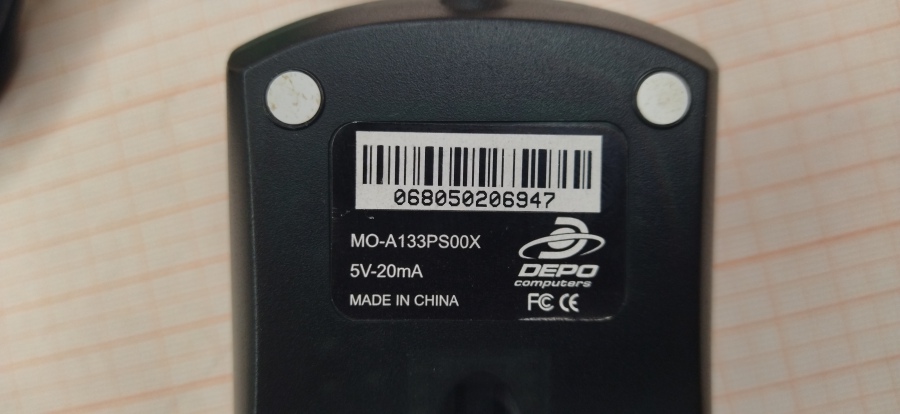 068050206947
MO-A133PS00X
5V-20mA
MADE IN CHINA
DEPO
computers
FC CE